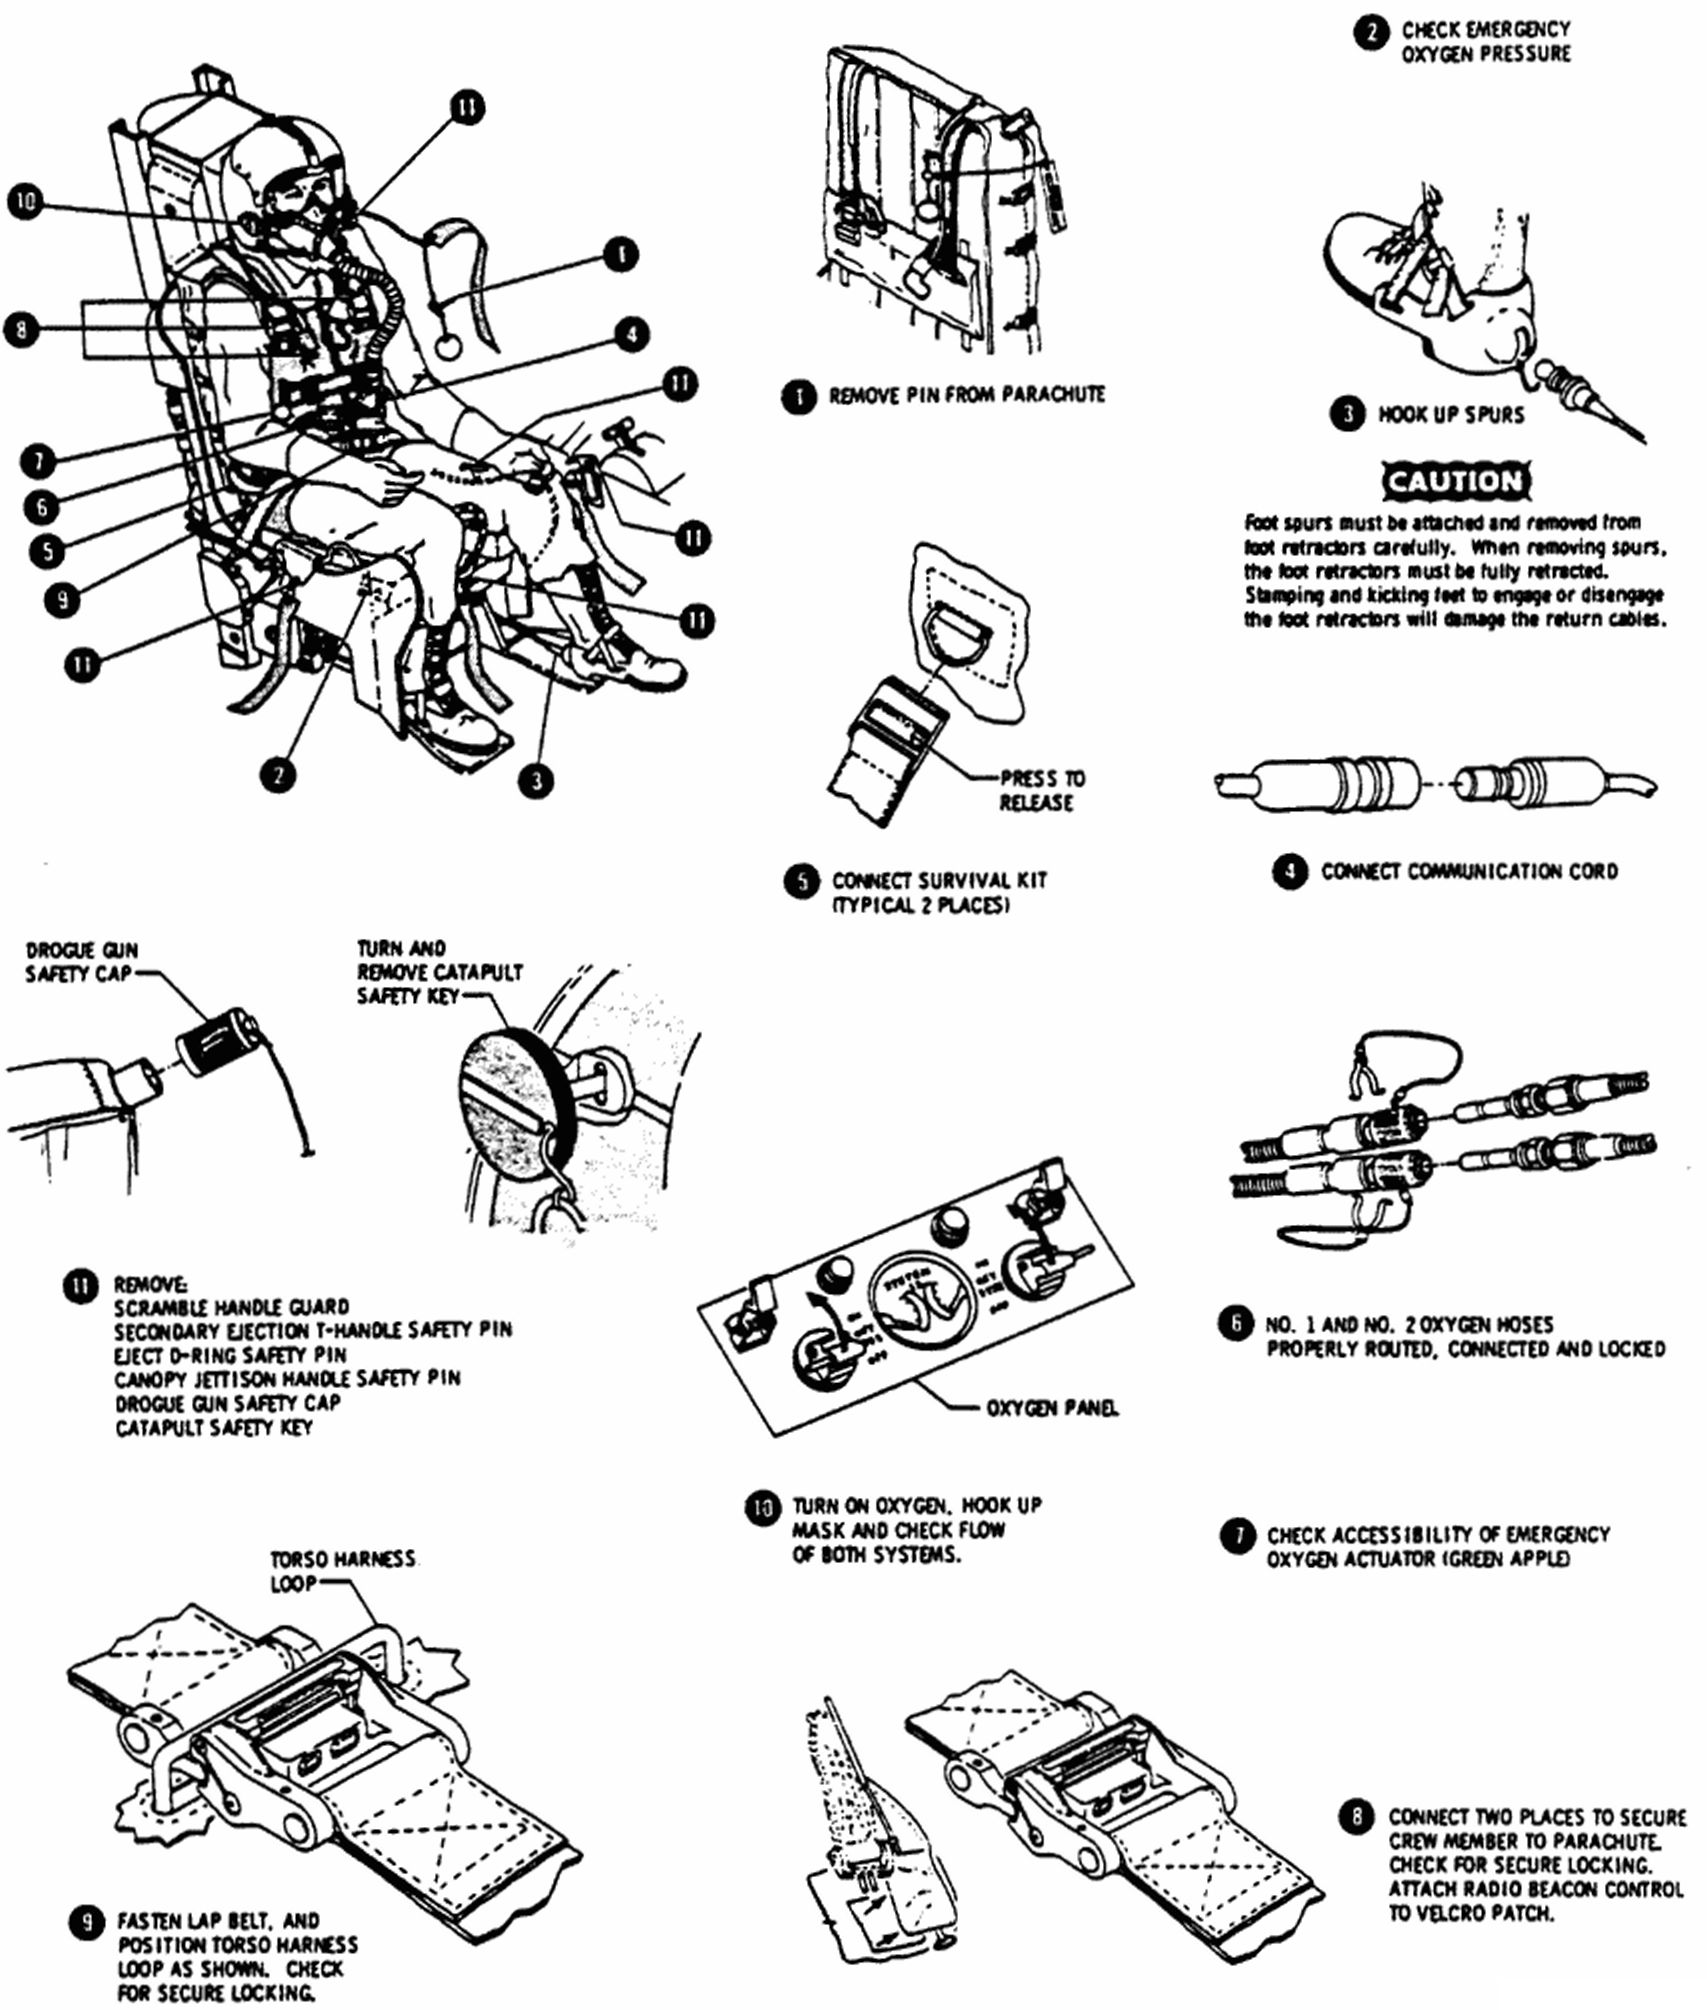 11
10
1
8
4
11
7
6
5
11
9
11
11
2
3
1 REMOVE PIN FROM PARACHUTE
2 CHECK EMERGENCY
OXYGEN PRESSURE
3 HOOK UP SPURS
CAUTION
Foot spurs must be attached and removed from
foot retractors carefully. When removing spurs,
the foot retractors must be fully retracted.
Stamping and kicking feet to engage or disengage
the foot retractors will damage the return cables.
PRESS TO
RELEASE
5 CONNECT SURVIVAL KIT
(TYPICAL 2 PLACES)
4 CONNECT COMMUNICATION CORD
DROGUE GUN
SAFETY CAP
TURN AND
REMOVE CATAPULT
SAFETY KEY
11 REMOVE:
SCRAMBLE HANDLE GUARD
SECONDARY EJECTION T-HANDLE SAFETY PIN
EJECT D-RING SAFETY PIN
CANOPY JETTISON HANDLE SAFETY PIN
DROGUE GUN SAFETY CAP
CATAPULT SAFETY KEY
SYSTEM
ON
OFF
ON
OFF
OXYGEN PANEL
6 NO. 1 AND NO. 2 OXYGEN HOSES
PROPERLY ROUTED, CONNECTED AND LOCKED
10 TURN ON OXYGEN, HOOK UP
MASK AND CHECK FLOW
OF BOTH SYSTEMS.
7 CHECK ACCESSIBILITY OF EMERGENCY
OXYGEN ACTUATOR (GREEN APPLE)
TORSO HARNESS
LOOP
9 FASTEN LAP BELT, AND
POSITION TORSO HARNESS
LOOP AS SHOWN. CHECK
FOR SECURE LOCKING.
8 CONNECT TWO PLACES TO SECURE
CREW MEMBER TO PARACHUTE.
CHECK FOR SECURE LOCKING.
ATTACH RADIO BEACON CONTROL
TO VELCRO PATCH.